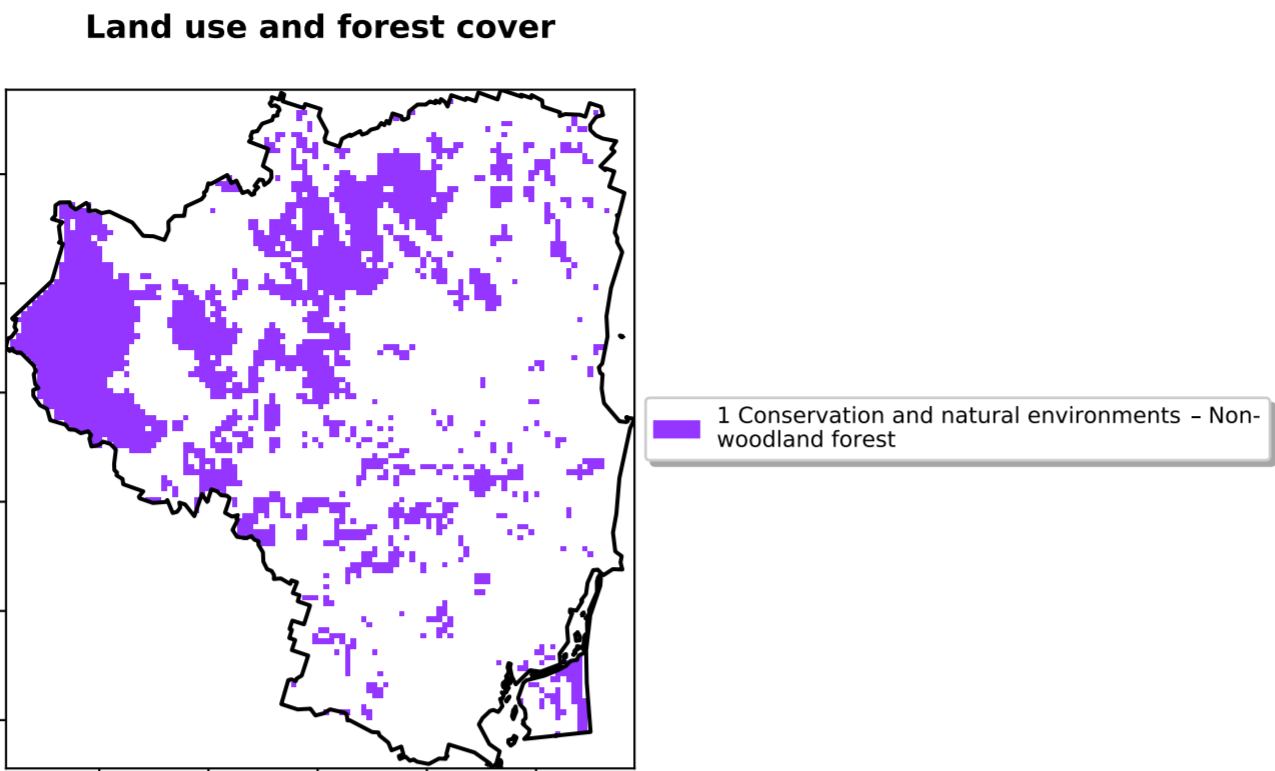 Land use and forest cover
1 Conservation and natural environments – Non-
woodland forest